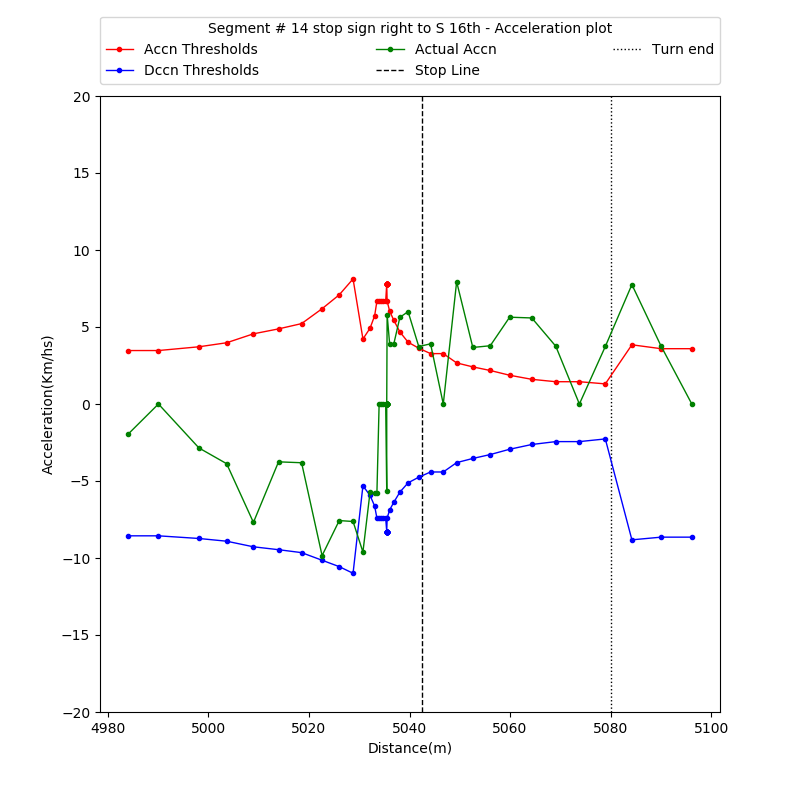 Segment # 14 stop sign right to S 16th - Acceleration plot
Accn Thresholds
Dccn Thresholds
Actual Accn
Stop Line
Turn end
20
15
10
5
0
−5
−10
−15
−20
Acceleration(Km/hs)
4980 5000 5020 5040 5060 5080 5100
Distance(m)